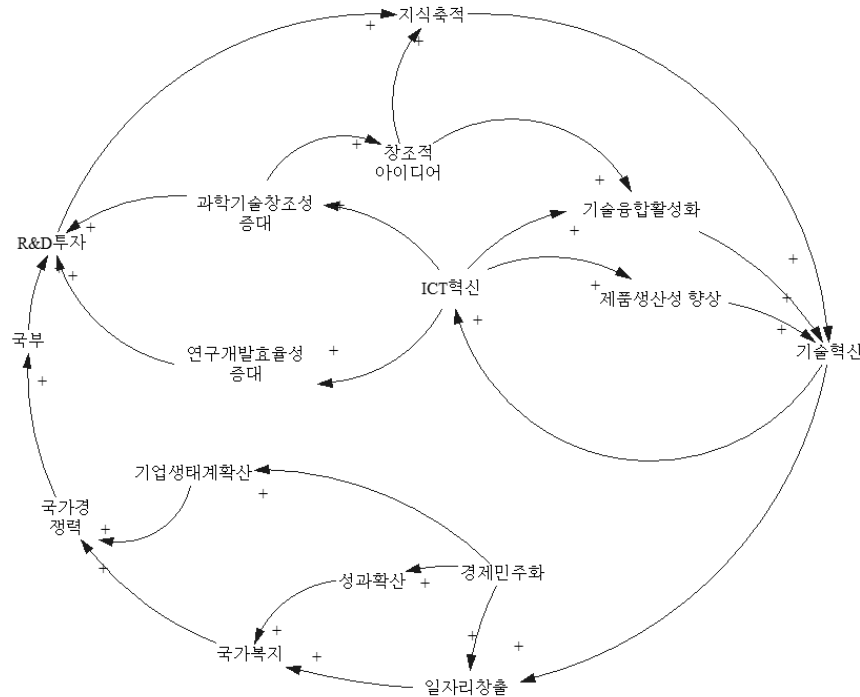 지식축적
+
+
창조적
아이디어
+
+
과학기술창조성
증대
+
기술융합활성화
+
+
R&D투자
+
+
+
ICT혁신
+
제품생산성 향상
+
+
+
국부
연구개발효율성
증대
+
+
기술혁신
+
기업생태계확산
+
국가경
쟁력
+
+
성과확산
+
경제민주화
+
국가복지
+
+
+
일자리창출